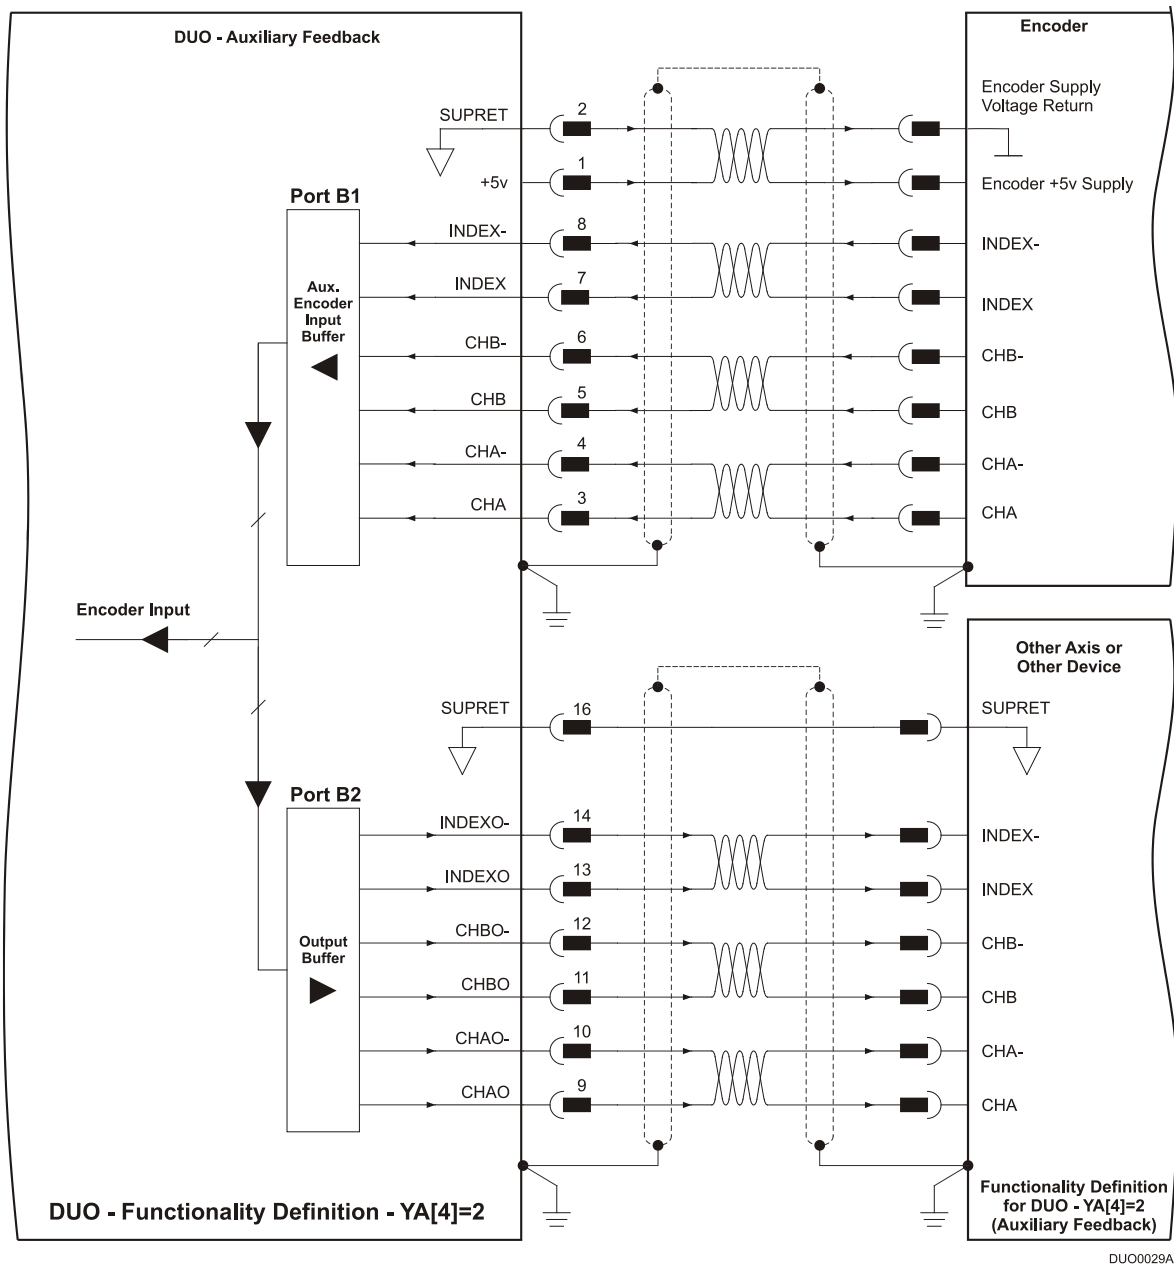 DUO - Auxiliary Feedback
Encoder
SUPRET
2
Encoder Supply
Voltage Return
+5v
1
Encoder +5v Supply
Port B1
INDEX-
8
INDEX-
INDEX
7
INDEX
Aux.
Encoder
Input
Buffer
CHB-
6
CHB-
CHB
5
CHB
CHA-
4
CHA-
CHA
3
CHA
Encoder Input
Other Axis or
Other Device
SUPRET
16
SUPRET
Port B2
INDEXO-
14
INDEX-
INDEXO
13
INDEX
Output
Buffer
CHBO-
12
CHB-
CHBO
11
CHB
CHAO-
10
CHA-
CHAO
9
CHA
DUO - Functionality Definition - YA[4]=2
Functionality Definition
for DUO - YA[4]=2
(Auxiliary Feedback)
DUO0029A